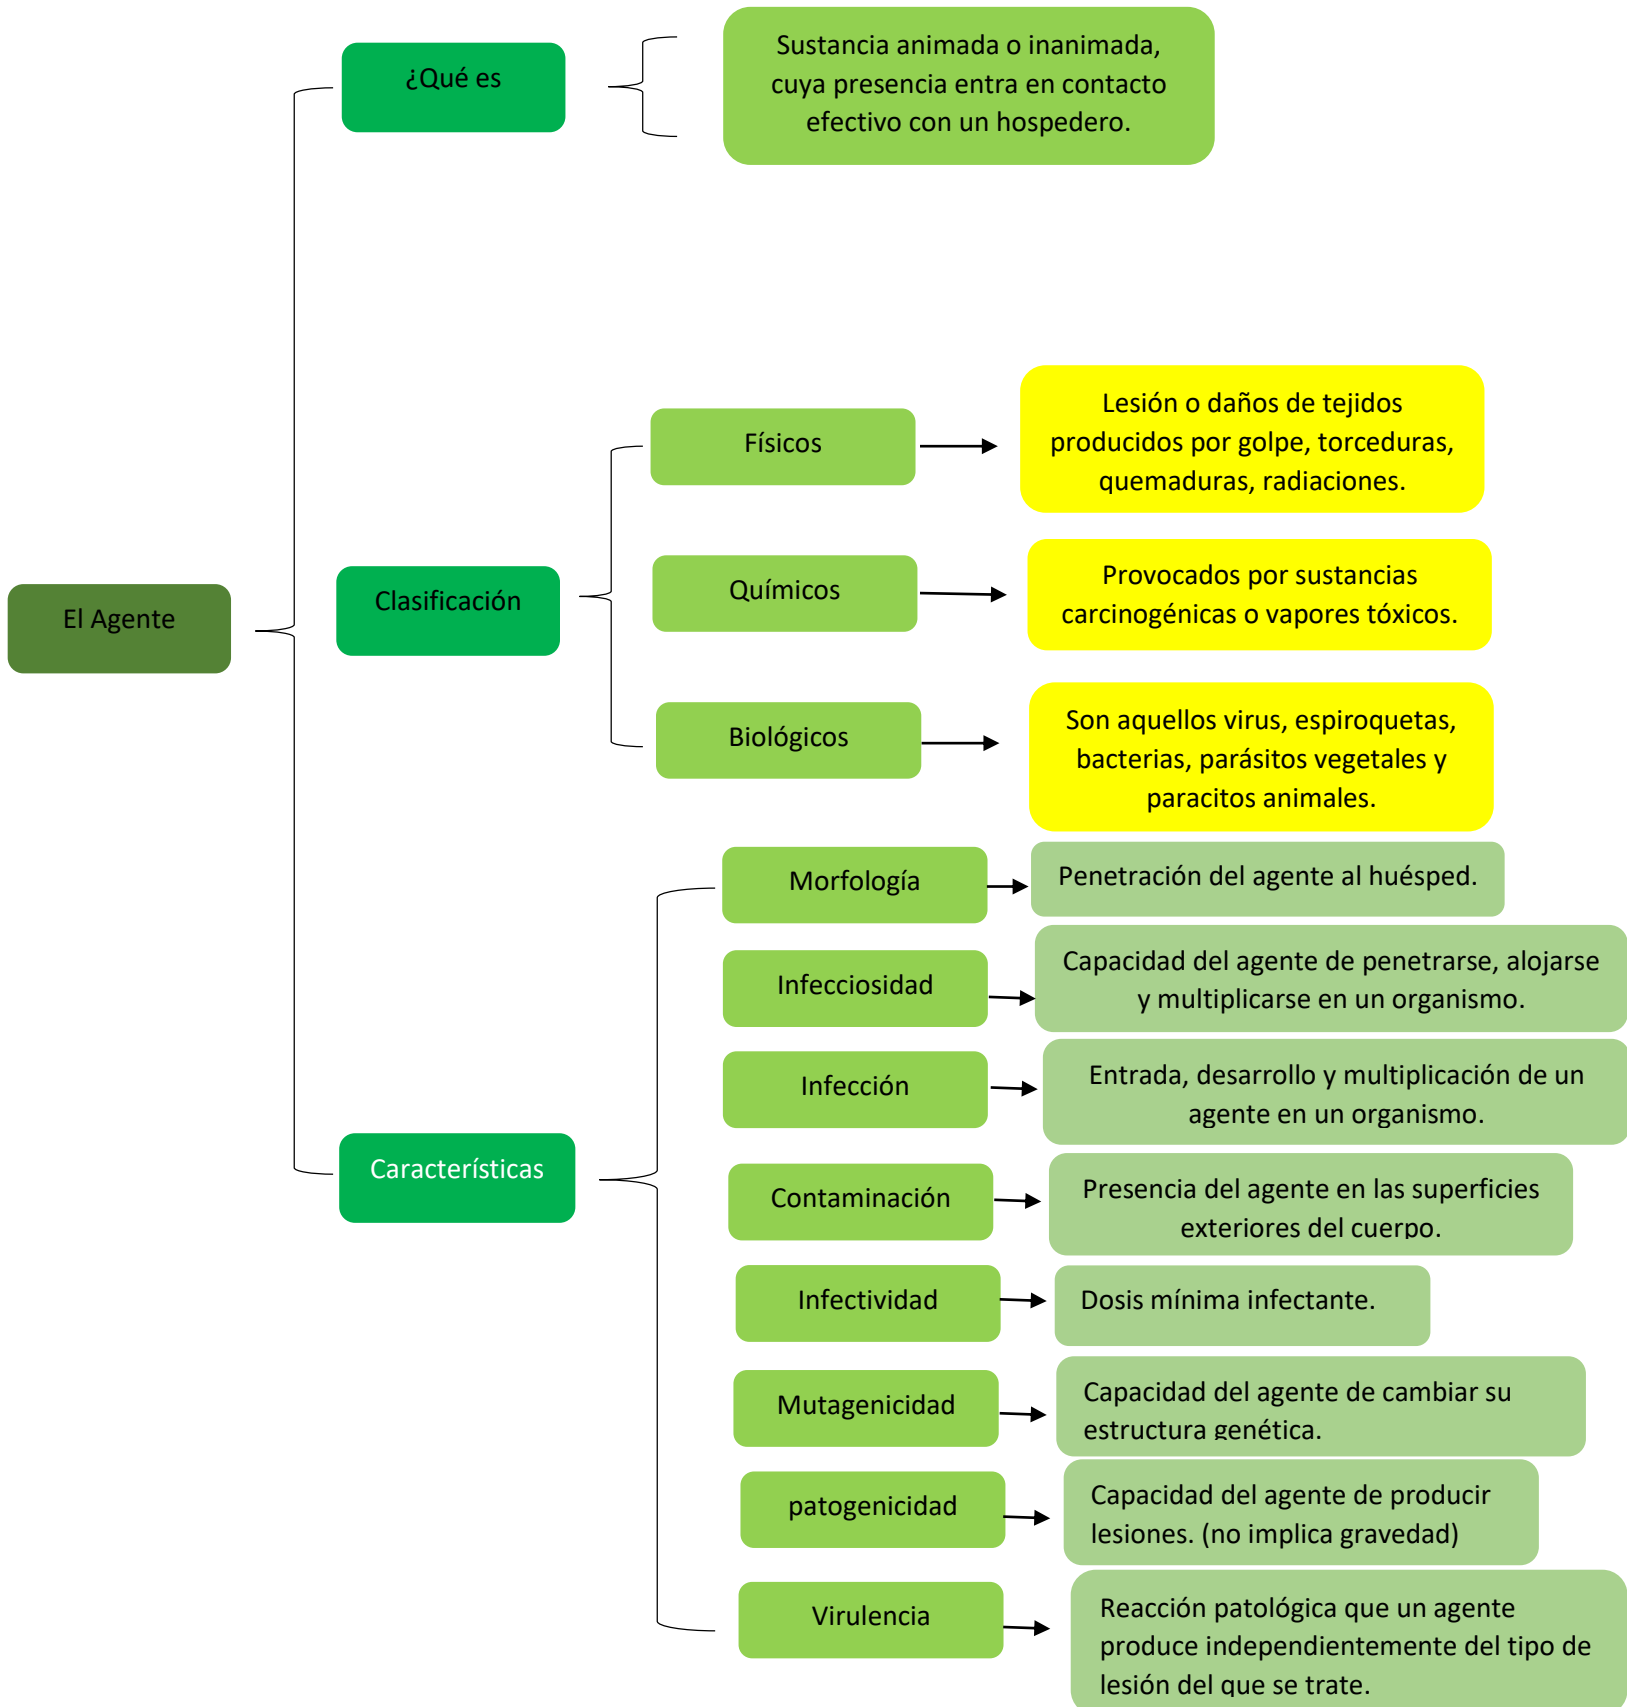 ¿Qué es
Sustancia animada o inanimada,
cuya presencia entra en contacto
efectivo con un hospedero.
El Agente
Clasificación
Físicos
Lesión o daños de tejidos
producidos por golpe, torceduras,
quemaduras, radiaciones.
Químicos
Provocados por sustancias
carcinogénicas o vapores tóxicos.
Biológicos
Son aquellos virus, espiroquetas,
bacterias, parásitos vegetales y
paracitos animales.
Características
Morfología
Penetración del agente al huésped.
Infecciosidad
Capacidad del agente de penetrarse, alojarse
y multiplicarse en un organismo.
Infección
Entrada, desarrollo y multiplicación de un
agente en un organismo.
Contaminación
Presencia del agente en las superficies
exteriores del cuerpo.
Infectividad
Dosis mínima infectante.
Mutagenicidad
Capacidad del agente de cambiar su
estructura genética.
patogenicidad
Capacidad del agente de producir
lesiones. (no implica gravedad)
Virulencia
Reacción patológica que un agente
produce independientemente del tipo de
lesión del que se trate.